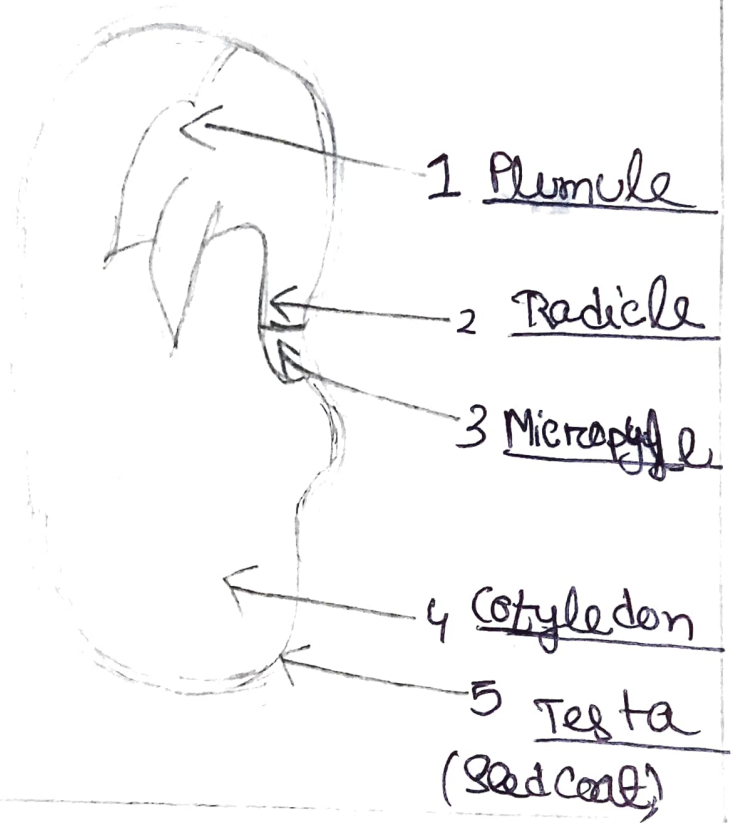 1 Plumule
2 Radicle
3 Micropyle
4 Cotyledon
5 Testa
(Seed Coat)